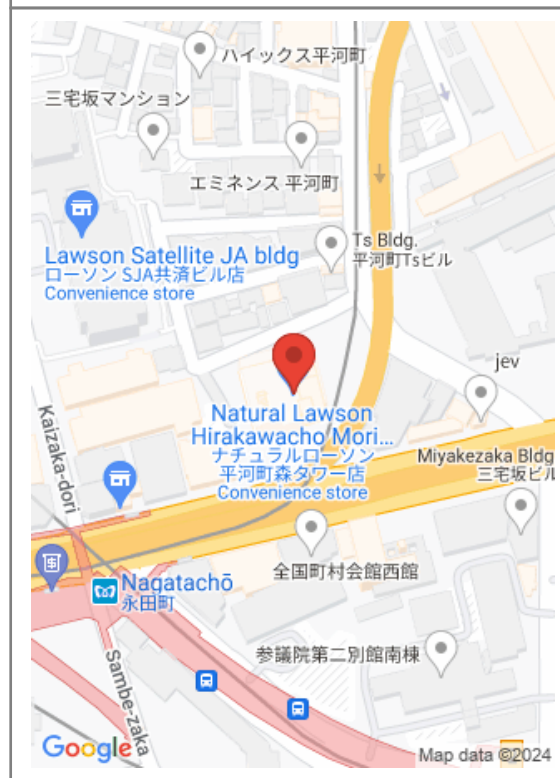 ハイックス平河町
三宅坂マンション
エミネンス 平河町
Ts Bldg.
平河町Tsビル
Lawson Satellite JA bldg
ローソン SJA共済ビル店
Convenience store
jev
Kaizaka-dori
Natural Lawson
Hirakawacho Mori...
ナチュラルローソン
平河町森タワー店
Convenience store
Miyakezaka Bldg
三宅坂ビル
全国町村会館西館
Nagatachō
永田町
参議院第二別館南棟
Sambe-zaka
Google
Map data ©2024